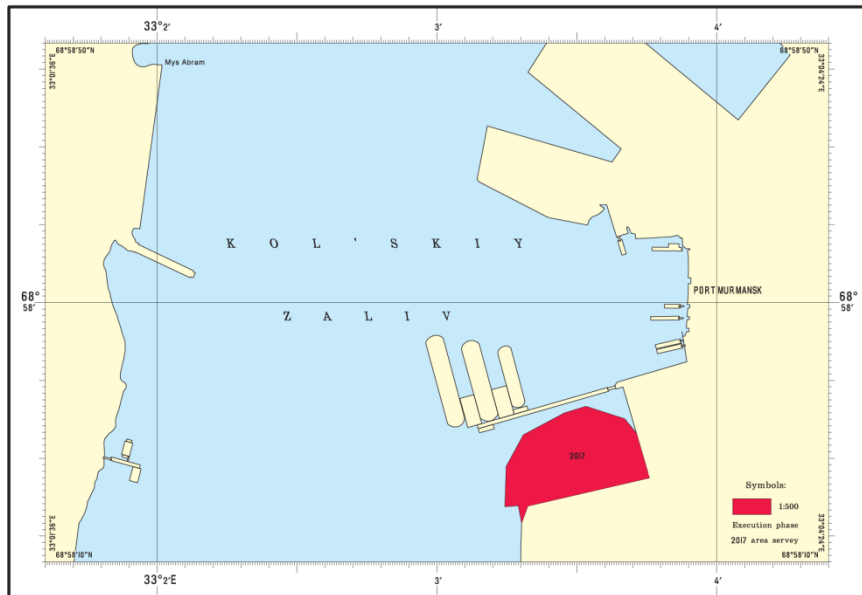 33°2' 3' 4'
68°58'50"N 68°58'50"N
33°0'36"E 33°04'24"E
Mys Abram
K O L ' S K I Y
PORT MURMANSK
68° 68°
58' 58'
Z A L I V
2017
Symbols:
1:500
Execution phase
2017 area servey
33°0'36"E 33°04'24"E
68°58'10"N 68°58'10"N
33°2'E 3' 4'